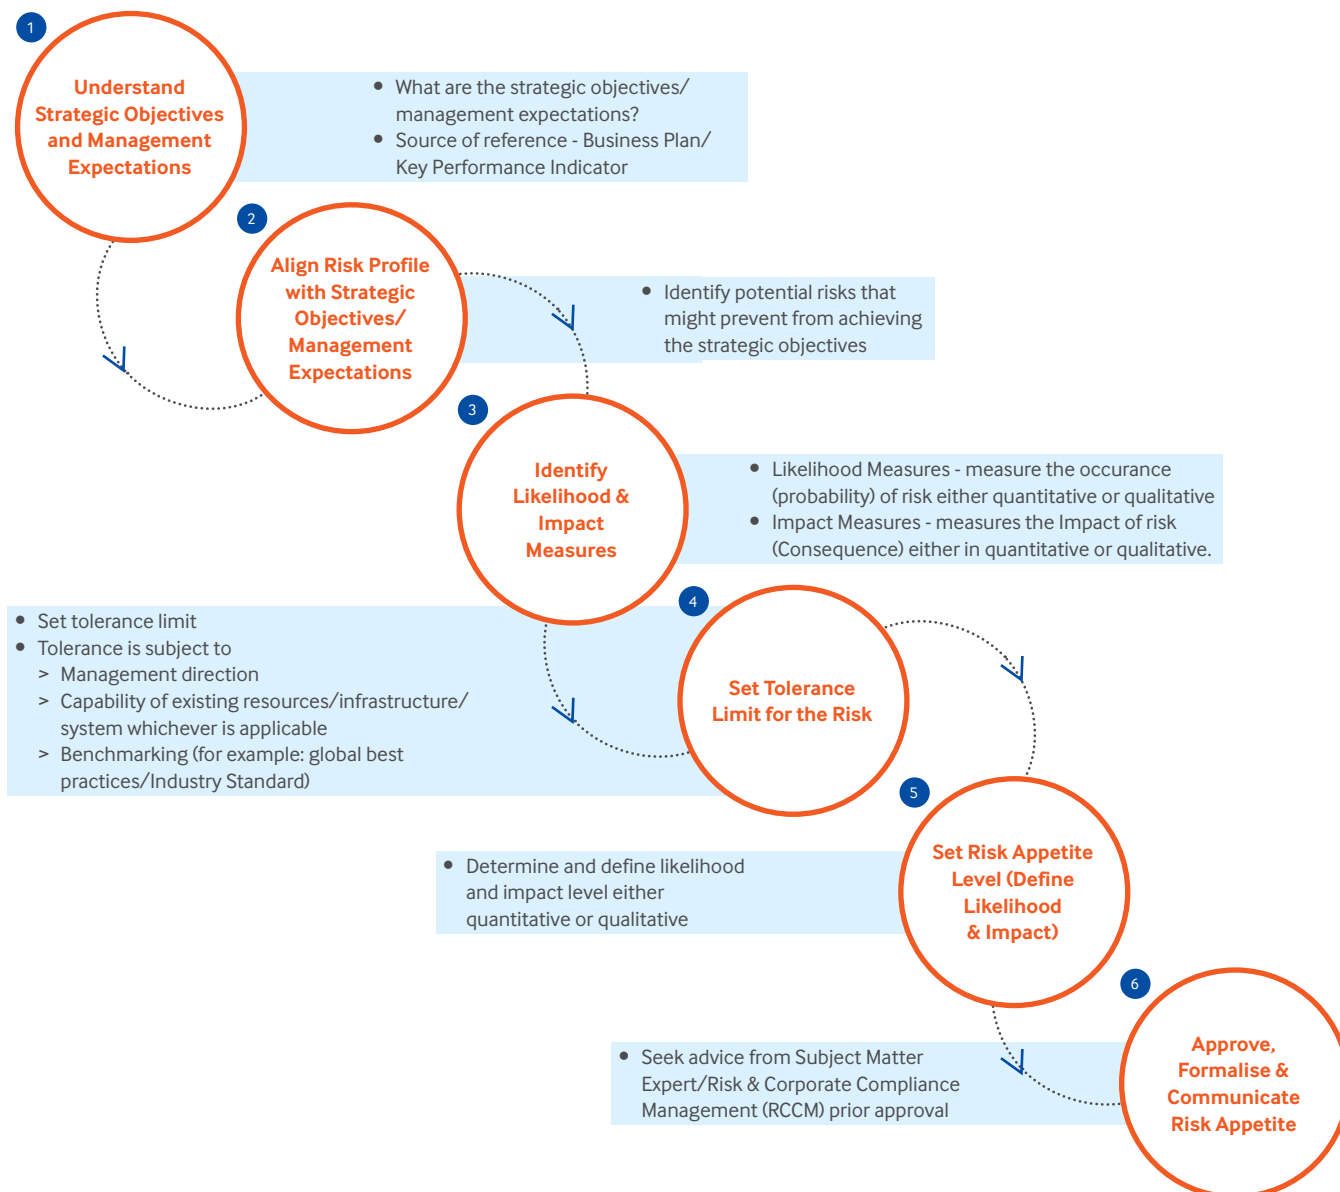 1
Understand
Strategic Objectives
and Management
Expectations
• What are the strategic objectives/
management expectations?
• Source of reference - Business Plan/
Key Performance Indicator
2
Align Risk Profile
with Strategic
Objectives/
Management
Expectations
• Identify potential risks that
might prevent from achieving
the strategic objectives
3
Identify
Likelihood &
Impact
Measures
• Likelihood Measures - measure the occurance
(probability) of risk either quantitative or qualitative
• Impact Measures - measures the Impact of risk
(Consequence) either in quantitative or qualitative.
4
Set Tolerance
Limit for the Risk
• Set tolerance limit
• Tolerance is subject to
> Management direction
> Capability of existing resources/infrastructure/
system whichever is applicable
> Benchmarking (for example: global best
practices/Industry Standard)
5
Set Risk Appetite
Level (Define
Likelihood
& Impact)
• Determine and define likelihood
and impact level either
quantitative or qualitative
6
Approve,
Formalise &
Communicate
Risk Appetite
• Seek advice from Subject Matter
Expert/Risk & Corporate Compliance
Management (RCCM) prior approval